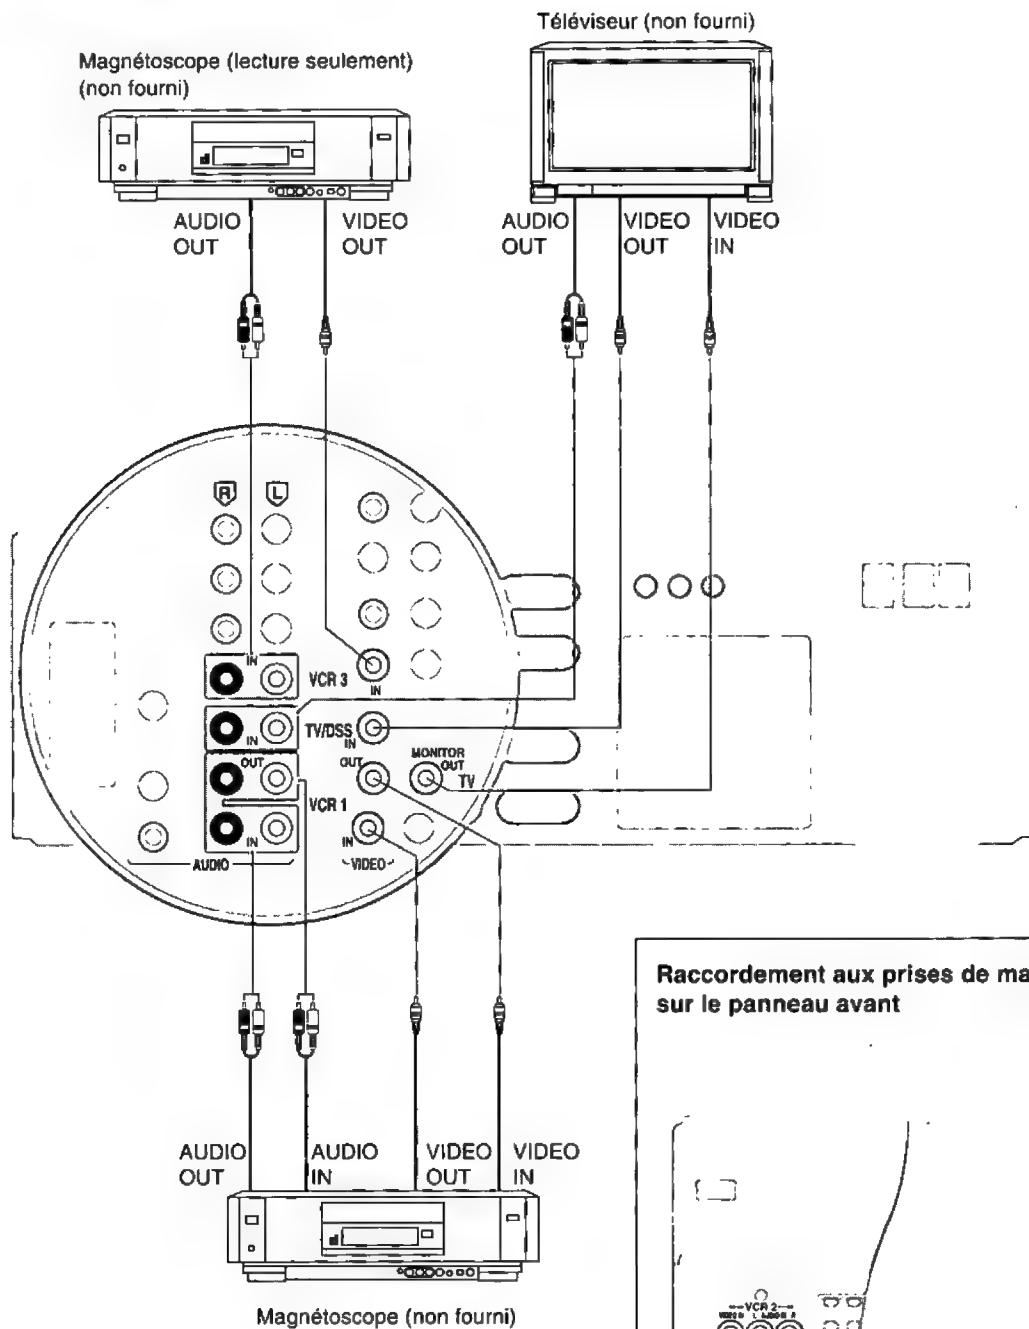 Téléviseur (non fourni)
Magnétoscope (lecture seulement)
(non fourni)
AUDIO OUT
VIDEO OUT
AUDIO OUT
VIDEO OUT
VIDEO IN
R L
IN
VCR 3
IN
IN
TV/DSS
IN
OUT
OUT
MONITOR OUT
TV
VCR 1
IN
IN
AUDIO
VIDEO
Raccordement aux prises de ma
sur le panneau avant
AUDIO OUT
AUDIO IN
VIDEO OUT
VIDEO IN
VCR 2
Magnétoscope (non fourni)